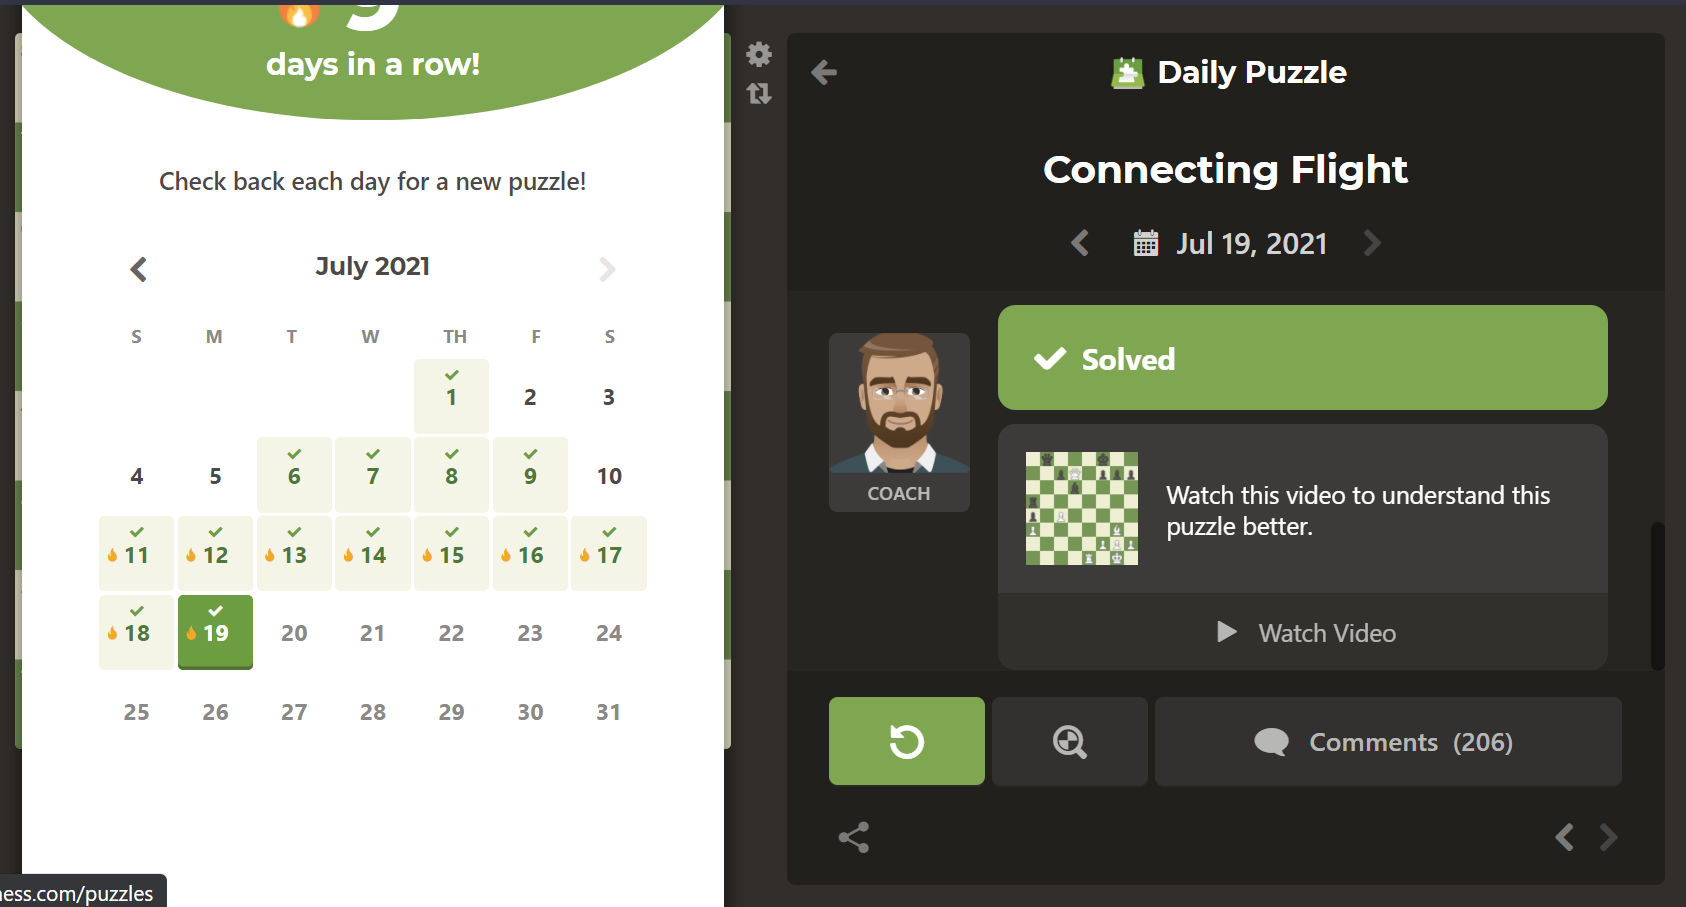 days in a row!
Check back each day for a new puzzle!
July 2021
S M T W TH F S
1 2 3
4 5 6 7 8 9 10
11 12 13 14 15 16 17
18 19 20 21 22 23 24
25 26 27 28 29 30 31
ess.com/puzzles
Daily Puzzle
Connecting Flight
Jul 19, 2021
Solved
COACH
Watch this video to understand this
puzzle better.
Watch Video
Comments (206)